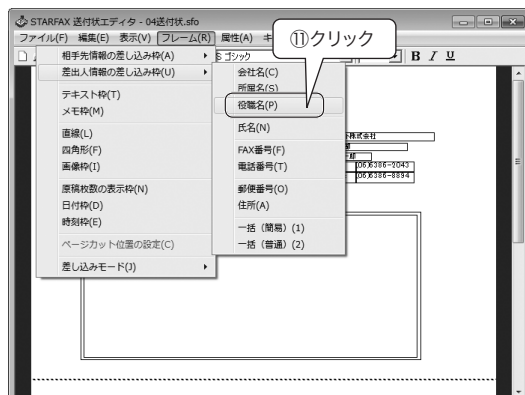 STARFAX 送付状エディタ - 04送付状.sfo
ファイル(F) 編集(E) 表示(V) フレーム(R) 属性(A)
⑪クリック
ゴシック
B I U
相手先情報の差し込み枠(A)
差出人情報の差し込み枠(U)
テキスト枠(T)
メモ枠(M)
直線(L)
四角形(F)
画像枠(I)
原稿枚数の表示枠(N)
日付枠(D)
時刻枠(E)
ページカット位置の設定(C)
差し込みモード(J)
会社名(C)
所属名(S)
役職名(P)
氏名(N)
FAX番号(F)
電話番号(T)
郵便番号(O)
住所(A)
一括（簡易）(1)
一括（普通）(2)
株式会社
(06)6386-2043
(06)6386-8894